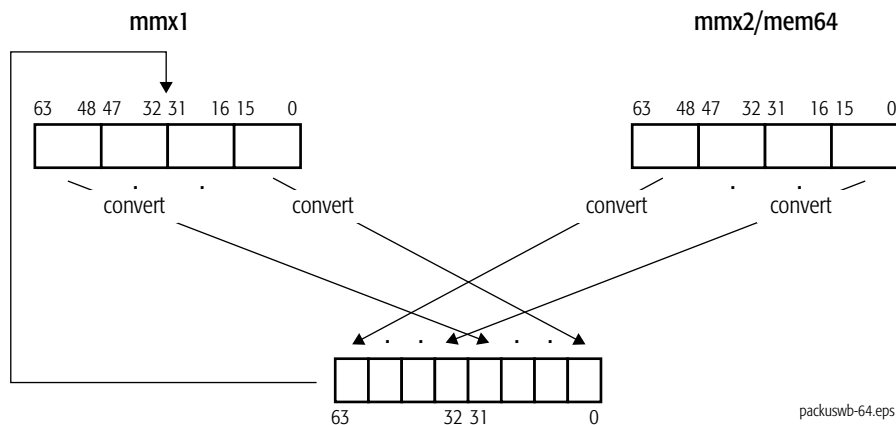 mmx1 mmx2/mem64
63 48 47 32 31 16 15 0 63 48 47 32 31 16 15 0
convert convert convert convert
63 32 31 0
packuswb-64.eps